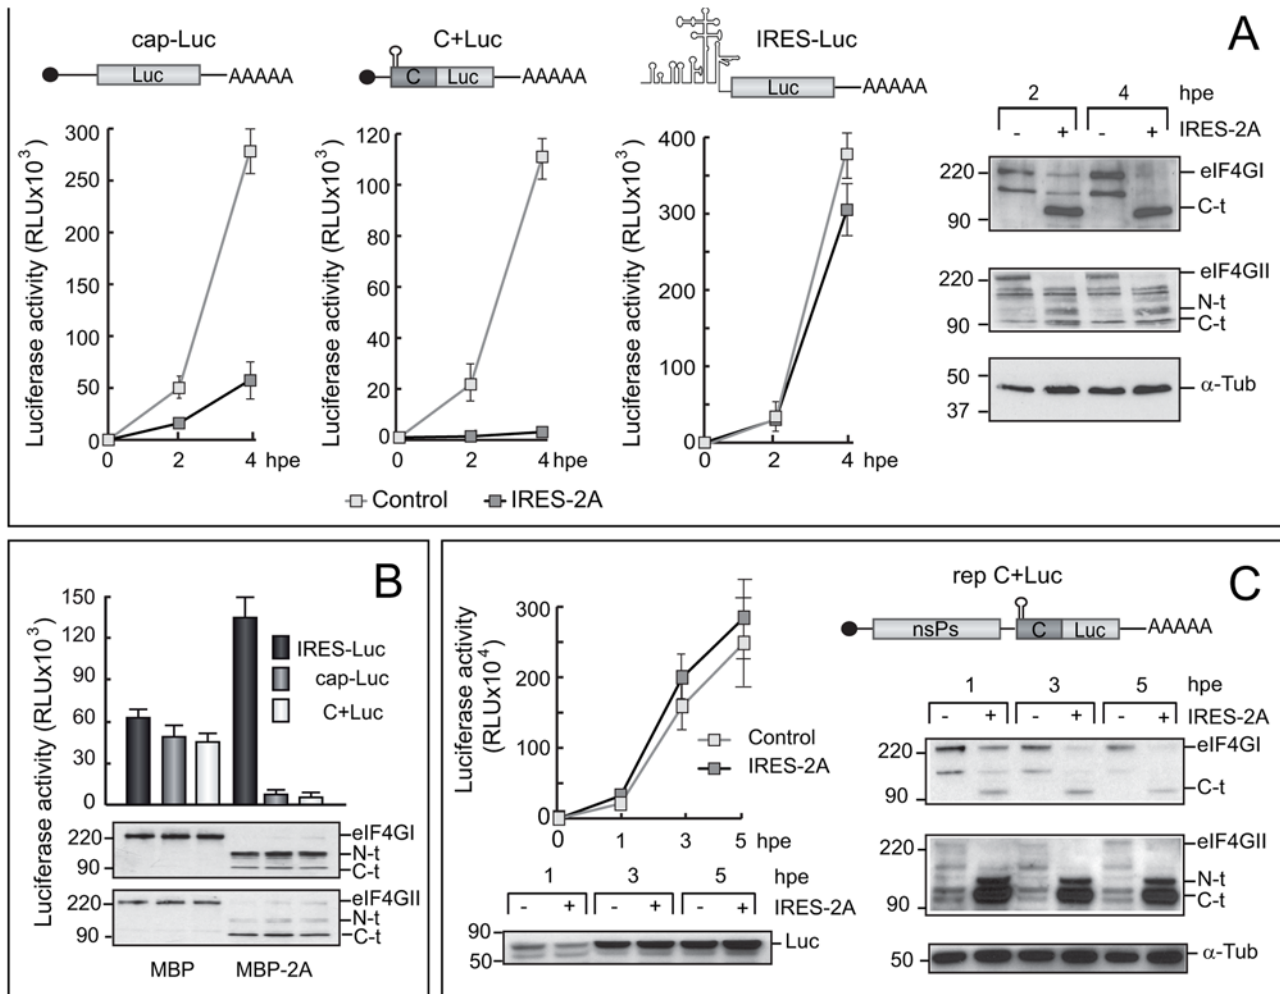 A
cap-Luc
Luc
AAAAA
C+Luc
C
Luc
AAAAA
IRES-Luc
Luc
AAAAA
Luciferase activity (RLUx10³)
300
250
200
150
100
50
0
0 2 4 hpe
Luciferase activity (RLUx10³)
120
100
80
60
40
20
0
0 2 4 hpe
Luciferase activity (RLUx10³)
400
300
200
100
0
0 2 4 hpe
Control IRES-2A
2 4 hpe
- + - + IRES-2A
220 eIF4GI
90 C-t
220 eIF4GII
N-t
90 C-t
50 α-Tub
37
B
Luciferase activity (RLUx10³)
150
120
90
60
30
0
IRES-Luc
cap-Luc
C+Luc
220 eIF4GI
N-t
90 C-t
220 eIF4GII
N-t
90 C-t
MBP MBP-2A
C
Luciferase activity
(RLUx10⁴)
300
200
100
0
0 1 3 5 hpe
Control
IRES-2A
1 3 5 hpe
- + - + - + IRES-2A
90 Luc
50
rep C+Luc
nsPs C Luc AAAAA
1 3 5 hpe
- + - + - + IRES-2A
220 eIF4GI
90 C-t
220 eIF4GII
N-t
90 C-t
50 α-Tub